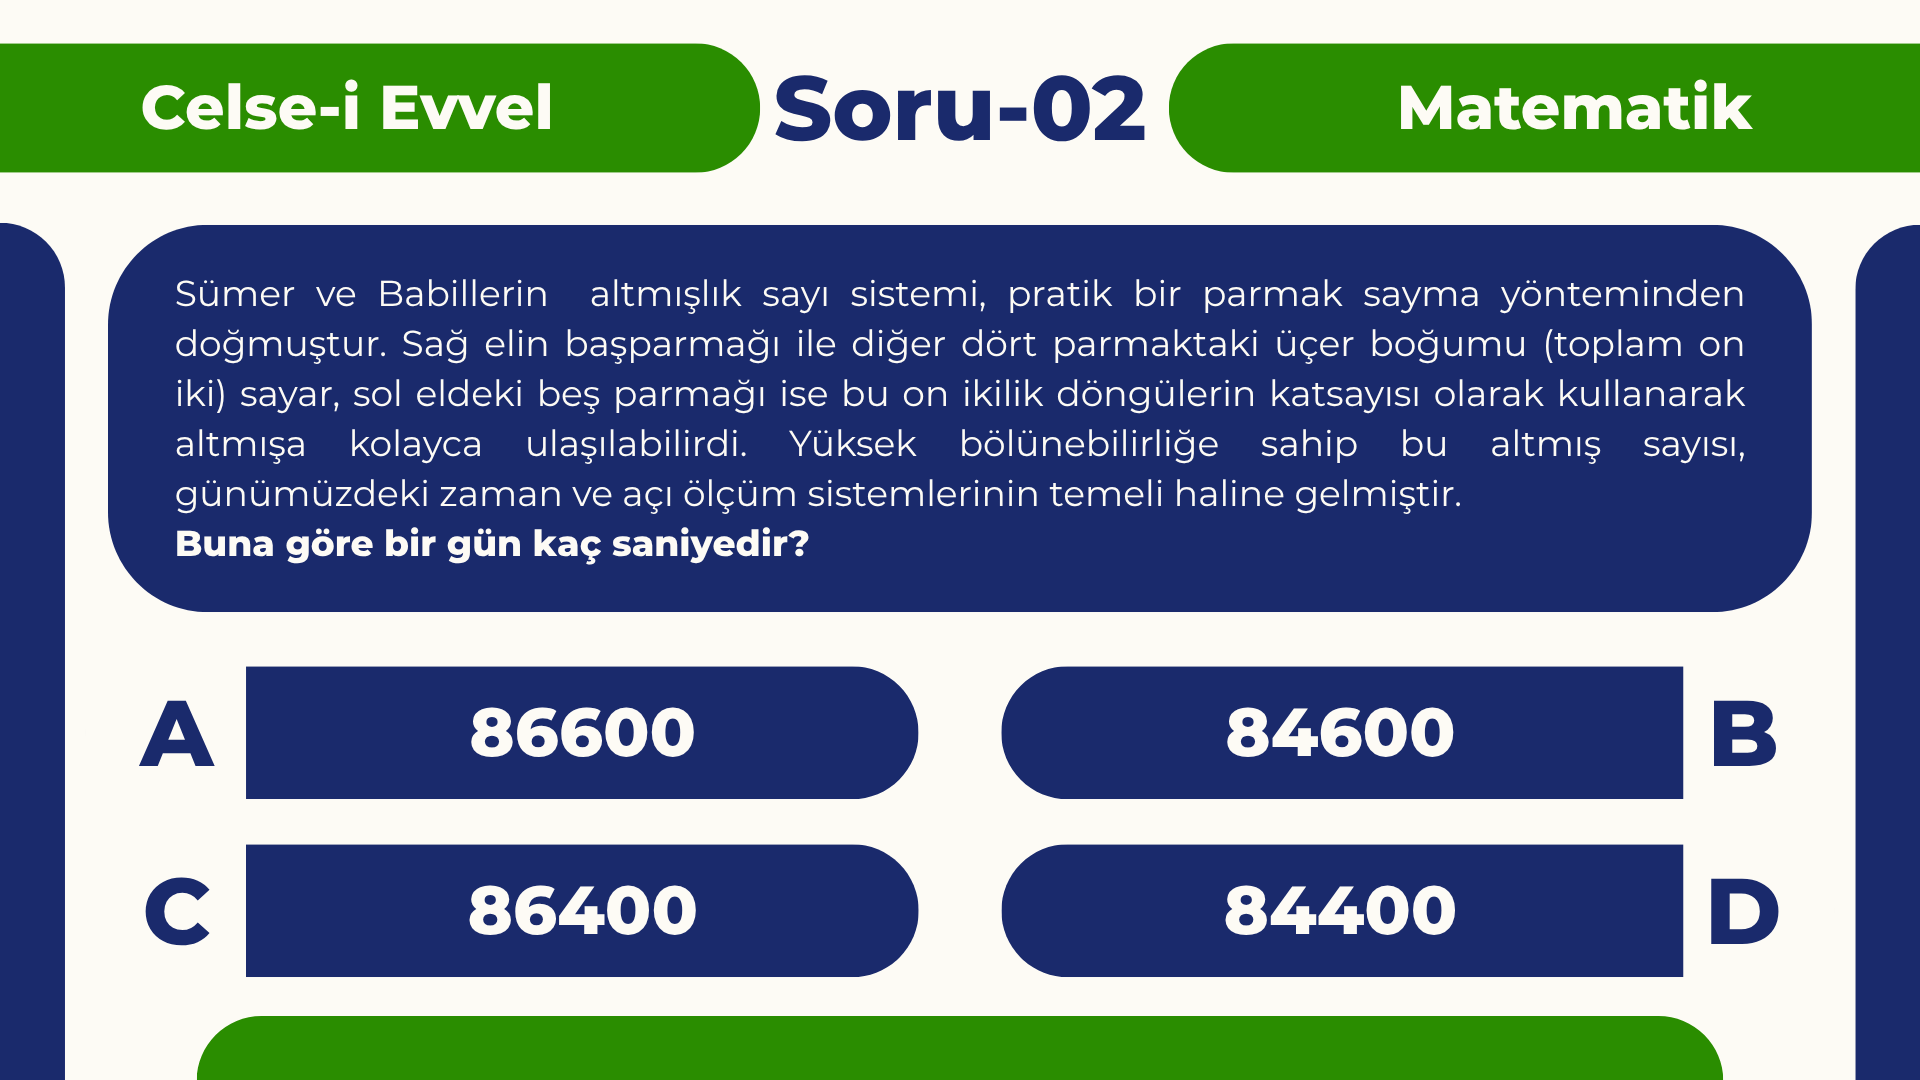 Celse-i Evvel
Soru-02
Matematik
Sümer ve Babillerin altmışlık sayı sistemi, pratik bir parmak sayma yönteminden
doğmuştur. Sağ elin başparmağı ile diğer dört parmaktaki üçer boğumu (toplam on
iki) sayar, sol eldeki beş parmağı ise bu on ikilik döngülerin katsayısı olarak kullanarak
altmışa kolayca ulaşılabilirdi. Yüksek bölünebilirliğe sahip bu altmış sayısı,
günümüzdeki zaman ve açı ölçüm sistemlerinin temeli haline gelmiştir.
Buna göre bir gün kaç saniyedir?
A 86600
84600 B
C 86400
84400 D